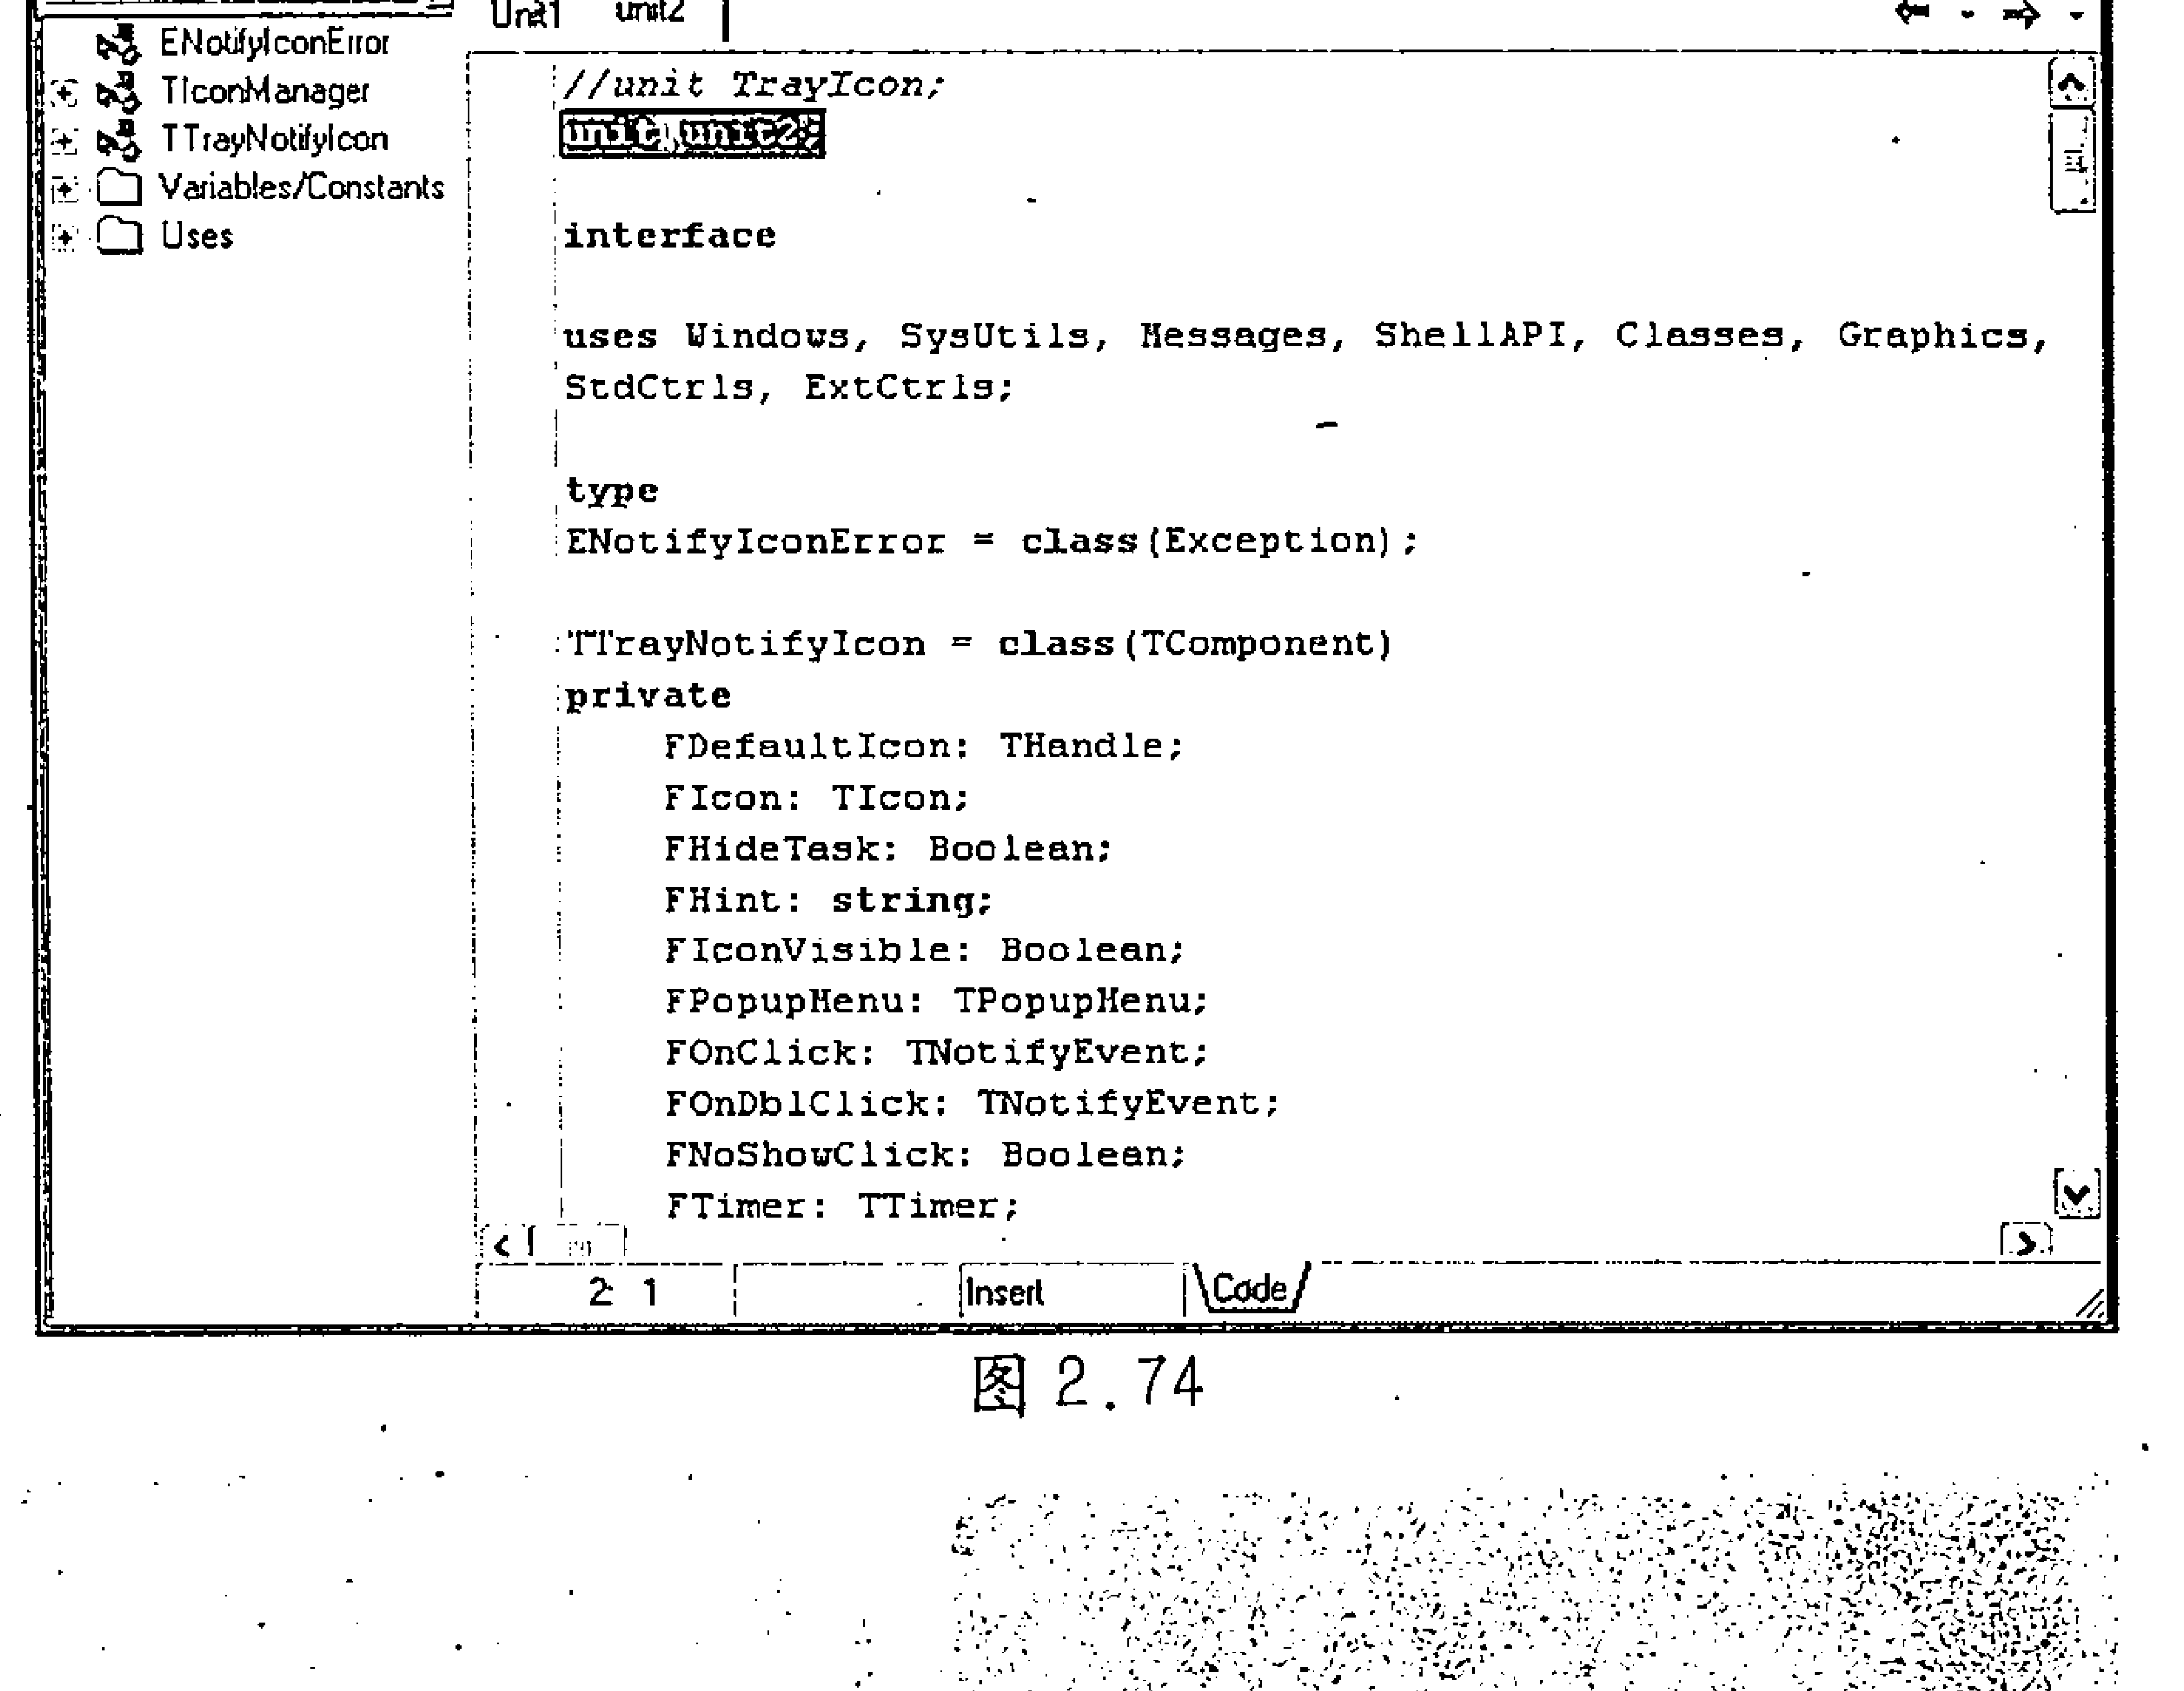 Unit1 unit2
ENotifyIconError
TIconManager
TTrayNotifyIcon
Variables/Constants
Uses
//unit TrayIcon;
unit unit2;
interface
uses Windows, SysUtils, Messages, ShellAPI, Classes, Graphics,
StdCtrls, ExtCtrls;
type
ENotifyIconError = class(Exception);
TTrayNotifyIcon = class(TComponent)
private
FDefaultIcon: THandle;
FIcon: TIcon;
FHideTask: Boolean;
FHint: string;
FIconVisible: Boolean;
FPopupMenu: TPopupMenu;
FOnClick: TNotifyEvent;
FOnDblClick: TNotifyEvent;
FNoShowClick: Boolean;
FTimer: TTimer;
2: 1 Insert Code
图 2.74